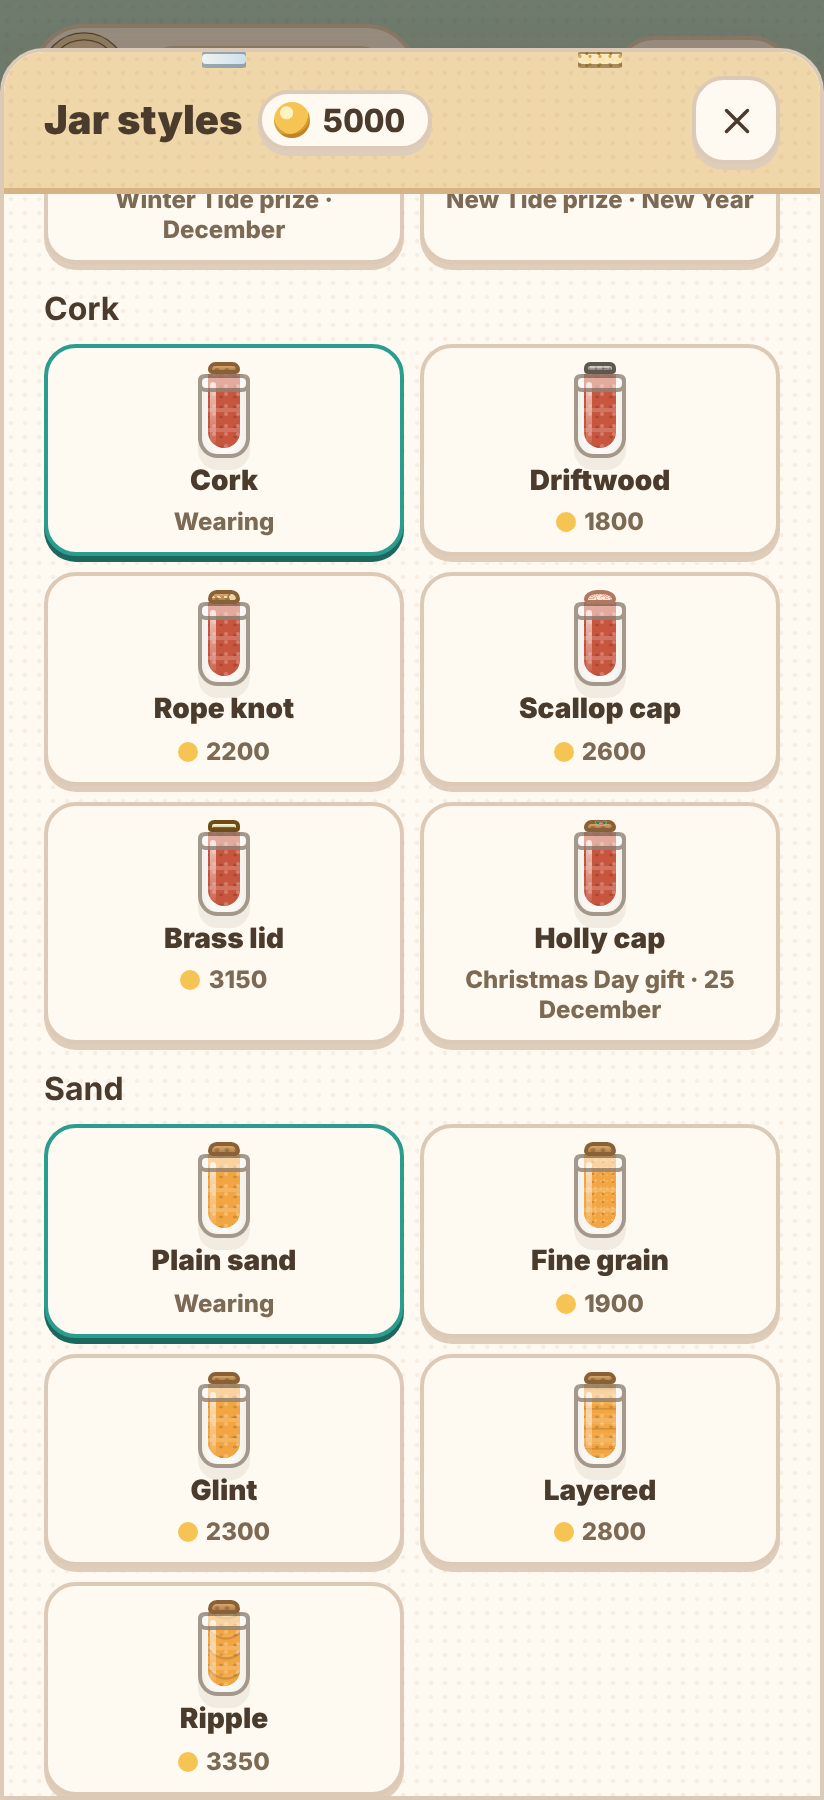 Jar styles
5000
Winter Tide prize ·
December
New Tide prize · New Year
Cork
Cork
Wearing
Driftwood
1800
Rope knot
2200
Scallop cap
2600
Brass lid
3150
Holly cap
Christmas Day gift · 25
December
Sand
Plain sand
Wearing
Fine grain
1900
Glint
2300
Layered
2800
Ripple
3350